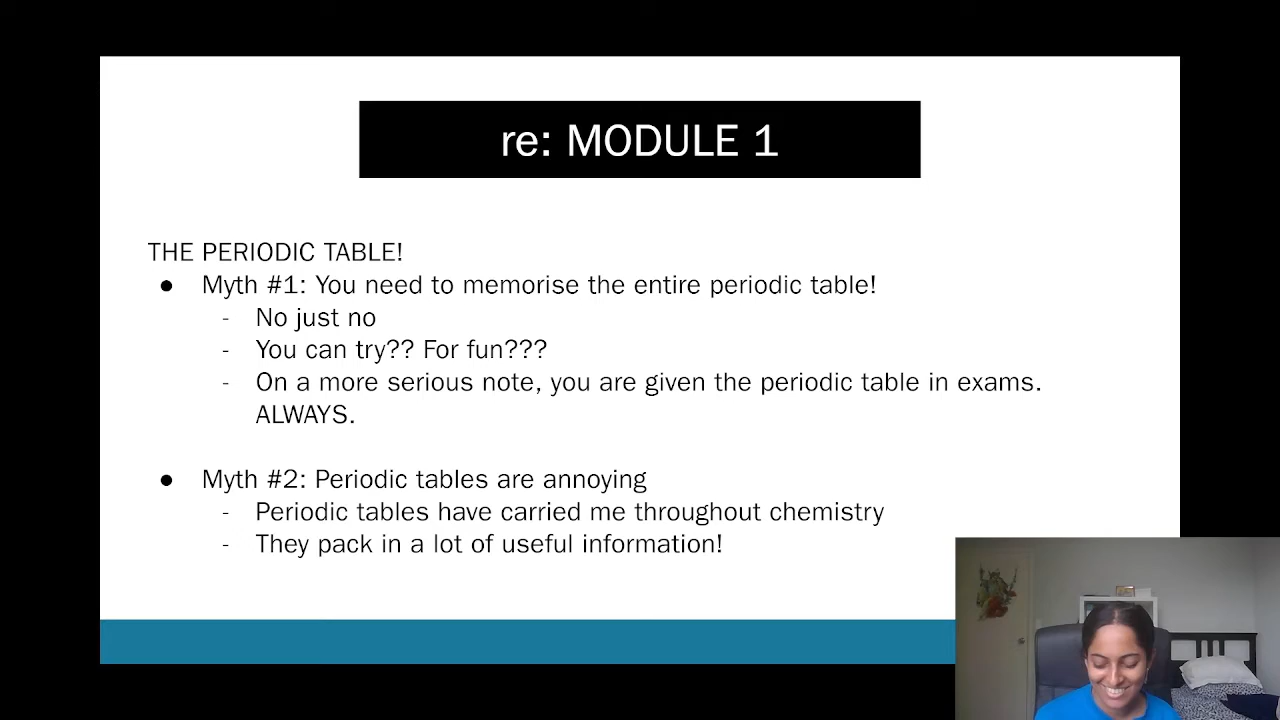 re: MODULE 1
THE PERIODIC TABLE!
● Myth #1: You need to memorise the entire periodic table!
- No just no
- You can try?? For fun???
- On a more serious note, you are given the periodic table in exams.
ALWAYS.
● Myth #2: Periodic tables are annoying
- Periodic tables have carried me throughout chemistry
- They pack in a lot of useful information!